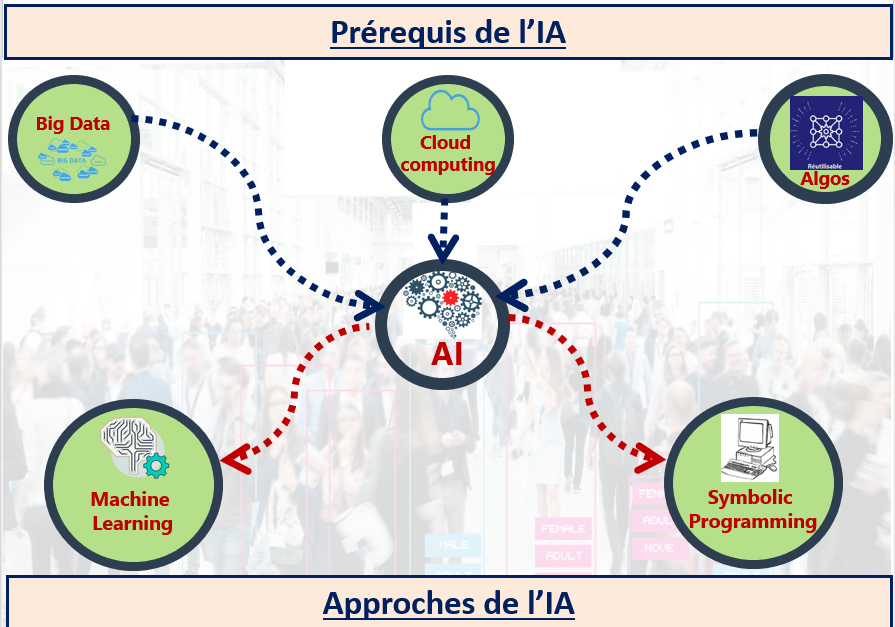 Prérequis de l'IA
Big Data
BIG DATA
Cloud
computing
Réutilisable
Algos
AI
Machine
Learning
Symbolic
Programming
FEMALE
ADULT
MOVE
MALE
FEMALE
ADULT
Approches de l'IA